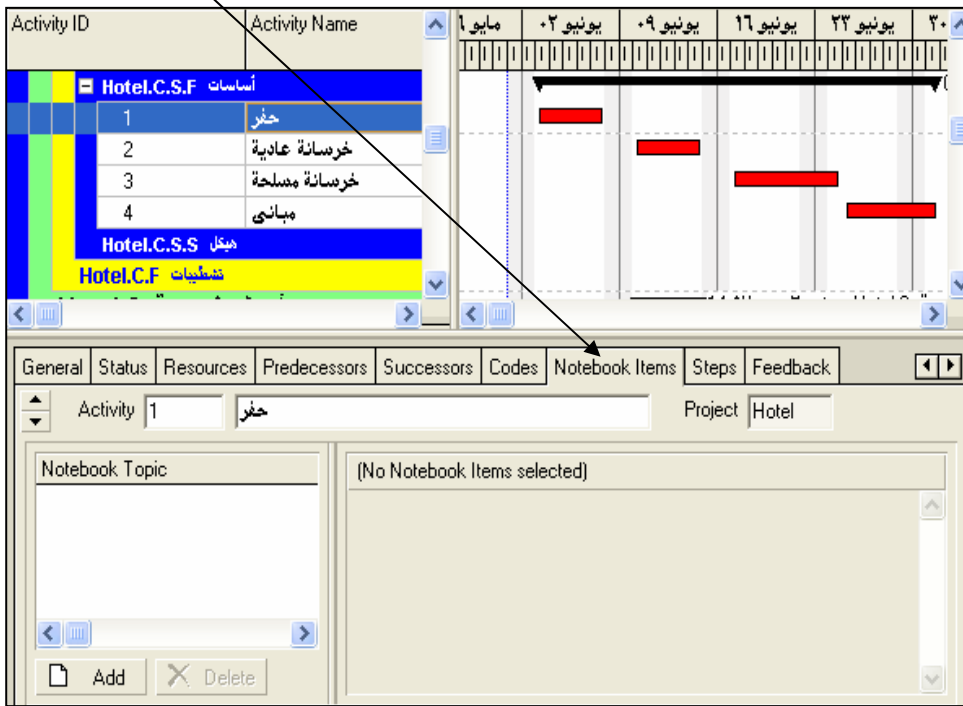 Activity ID Activity Name مايو ٦ يونيو ٠٢ يونيو ٠٩ يونيو ١٦ يونيو ٢٣ ٣٠
Hotel.C.S.F أساسات
1 حفر
2 خرسانة عادية
3 خرسانة مسلحة
4 مبانى
Hotel.C.S.S هيكل
Hotel.C.F تشطيبات
General Status Resources Predecessors Successors Codes Notebook Items Steps Feedback
Activity 1 حفر Project Hotel
Notebook Topic (No Notebook Items selected)
Add Delete